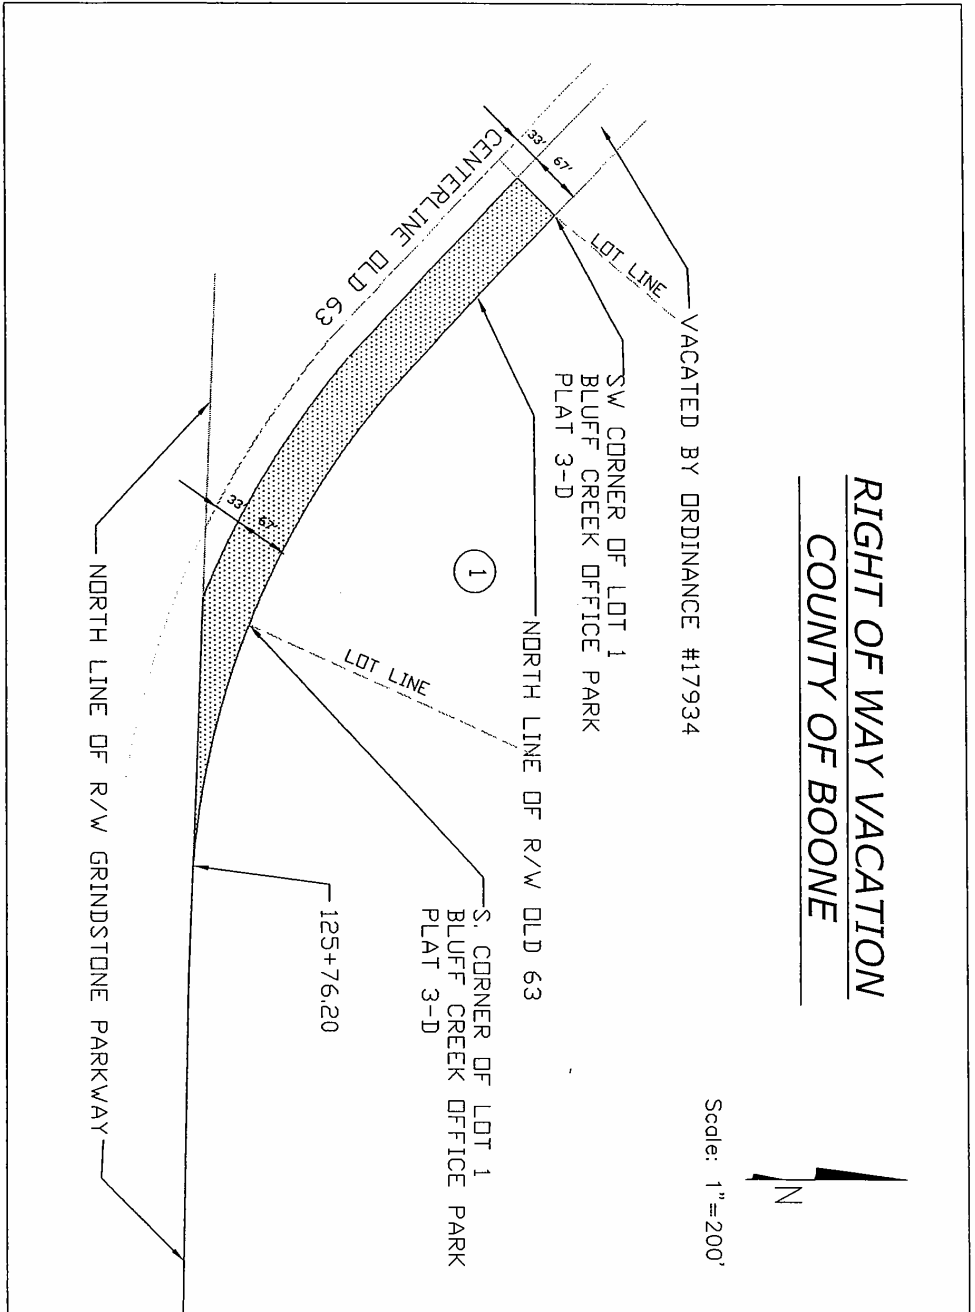 RIGHT OF WAY VACATION
COUNTY OF BOONE
Scale: 1"=200'
N
VACATED BY ORDINANCE #17934
LOT LINE
33'
67'
SW CORNER OF LOT 1
BLUFF CREEK OFFICE PARK
PLAT 3-D
NORTH LINE OF R/W OLD 63
CENTERLINE OLD 63
1
LOT LINE
33'
67'
S. CORNER OF LOT 1
BLUFF CREEK OFFICE PARK
PLAT 3-D
125+76.20
NORTH LINE OF R/W GRINDSTONE PARKWAY